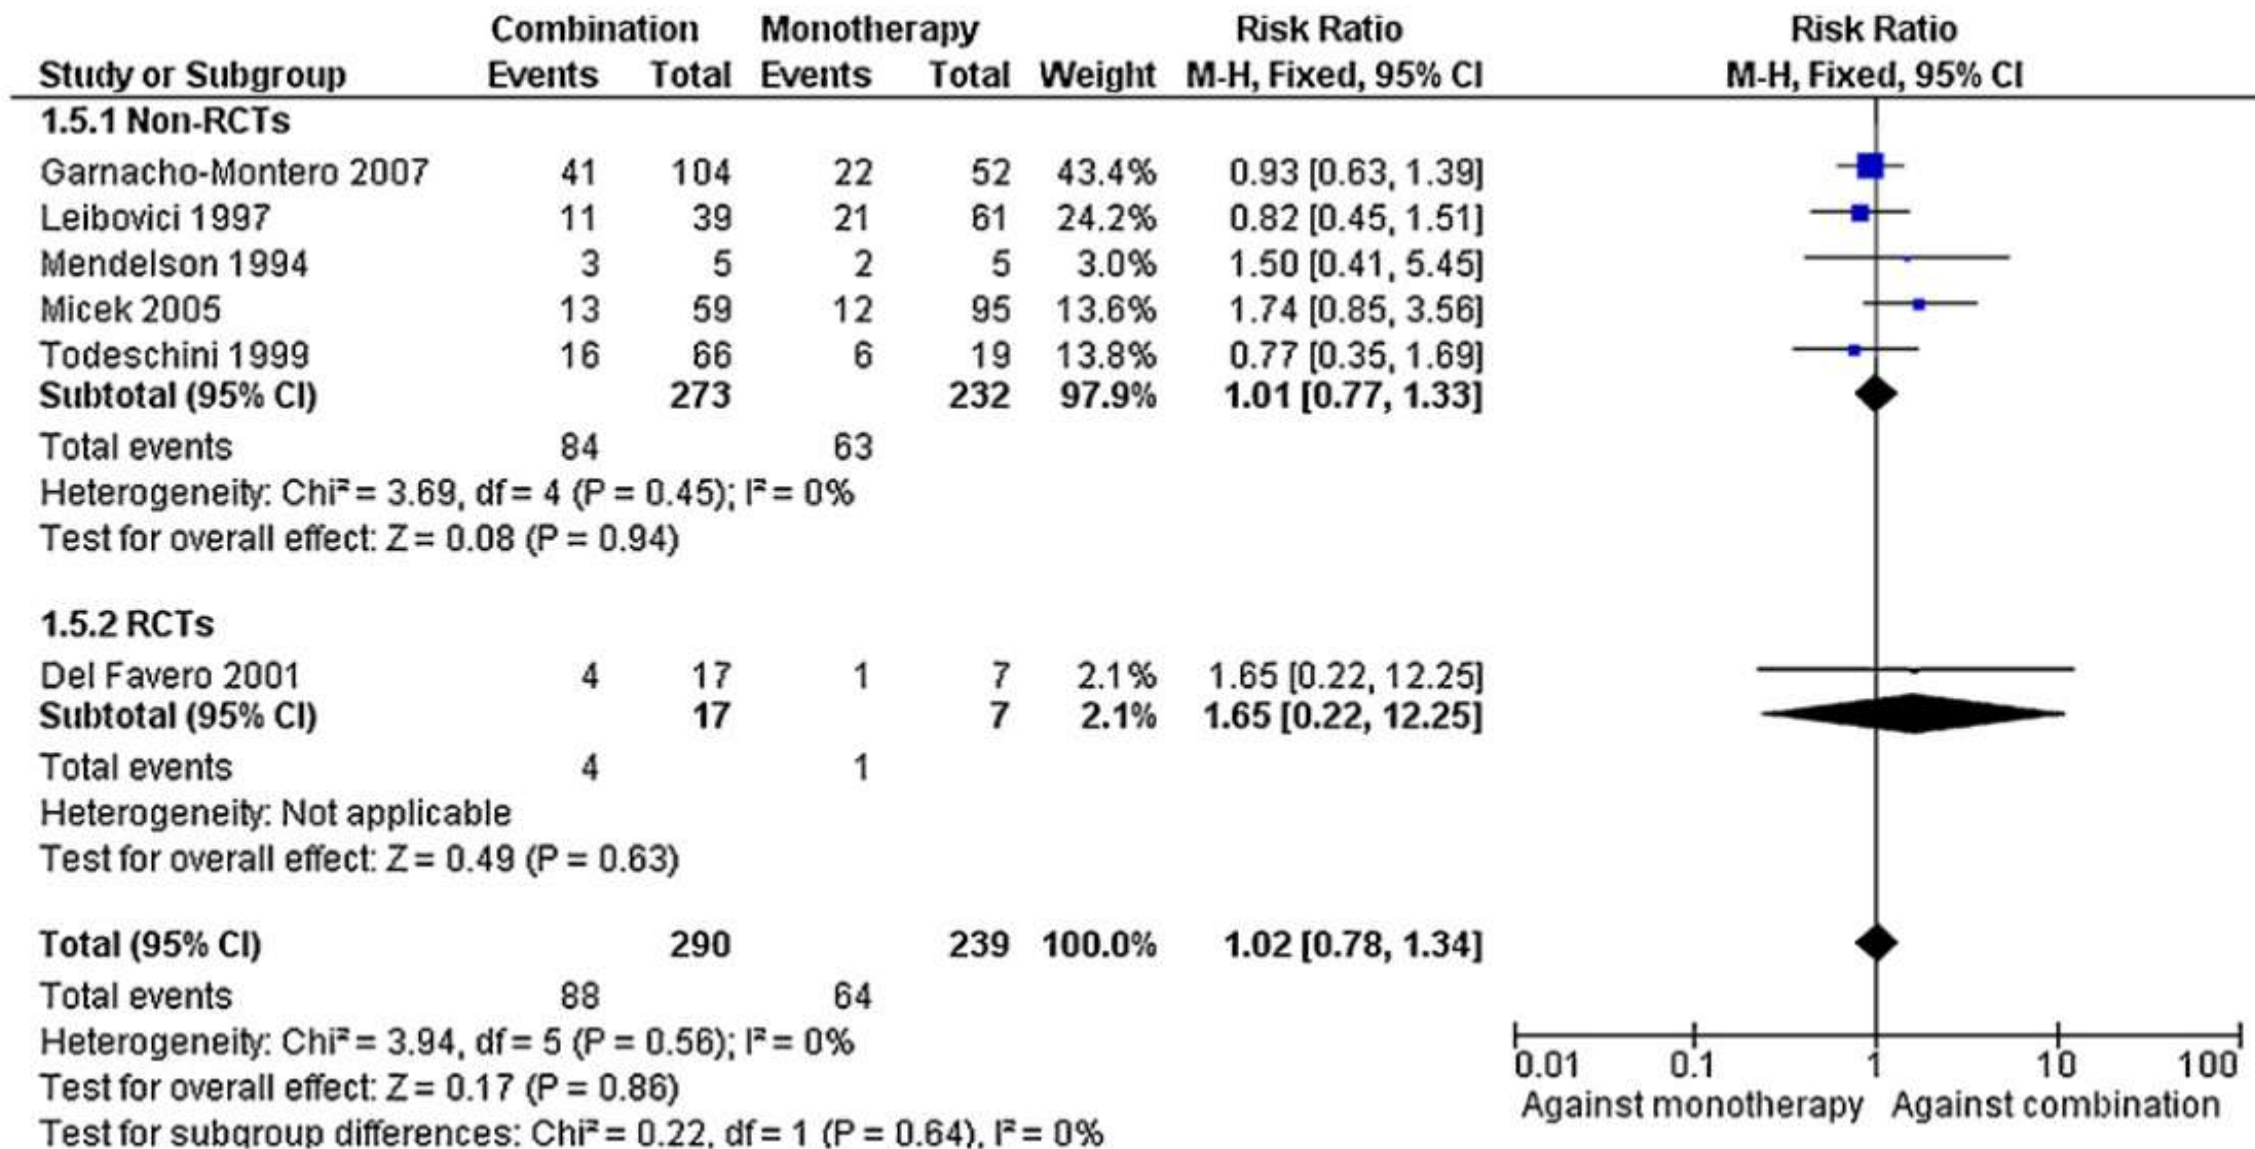 Combination Monotherapy Risk Ratio Risk Ratio
Study or Subgroup Events Total Events Total Weight M-H, Fixed, 95% CI M-H, Fixed, 95% CI
1.5.1 Non-RCTs
Garnacho-Montero 2007 41 104 22 52 43.4% 0.93 [0.63, 1.39]
Leibovici 1997 11 39 21 61 24.2% 0.82 [0.45, 1.51]
Mendelson 1994 3 5 2 5 3.0% 1.50 [0.41, 5.45]
Micek 2005 13 59 12 95 13.6% 1.74 [0.85, 3.56]
Todeschini 1999 16 66 6 19 13.8% 0.77 [0.35, 1.69]
Subtotal (95% CI) 273 232 97.9% 1.01 [0.77, 1.33]
Total events 84 63
Heterogeneity: Chi² = 3.69, df = 4 (P = 0.45); I² = 0%
Test for overall effect: Z = 0.08 (P = 0.94)
1.5.2 RCTs
Del Favero 2001 4 17 1 7 2.1% 1.65 [0.22, 12.25]
Subtotal (95% CI) 17 7 2.1% 1.65 [0.22, 12.25]
Total events 4 1
Heterogeneity: Not applicable
Test for overall effect: Z = 0.49 (P = 0.63)
Total (95% CI) 290 239 100.0% 1.02 [0.78, 1.34]
Total events 88 64
Heterogeneity: Chi² = 3.94, df = 5 (P = 0.56); I² = 0%
Test for overall effect: Z = 0.17 (P = 0.86)
Test for subgroup differences: Chi² = 0.22, df = 1 (P = 0.64), I² = 0%
0.01 0.1 1 10 100
Against monotherapy Against combination